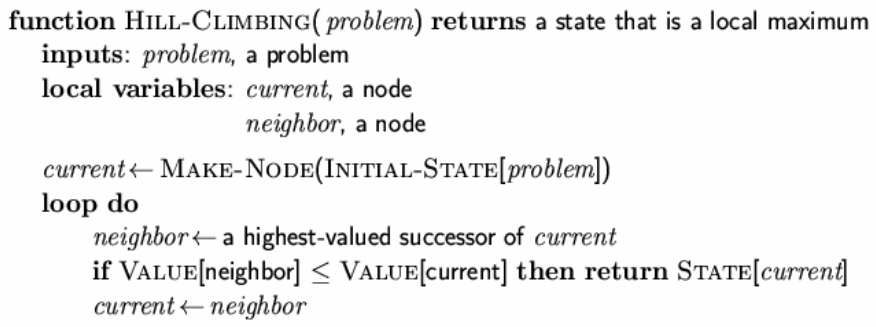 function HILL-CLIMBING(problem) returns a state that is a local maximum
inputs: problem, a problem
local variables: current, a node
neighbor, a node
current ← MAKE-NODE(INITIAL-STATE[problem])
loop do
neighbor ← a highest-valued successor of current
if VALUE[neighbor] ≤ VALUE[current] then return STATE[current]
current ← neighbor